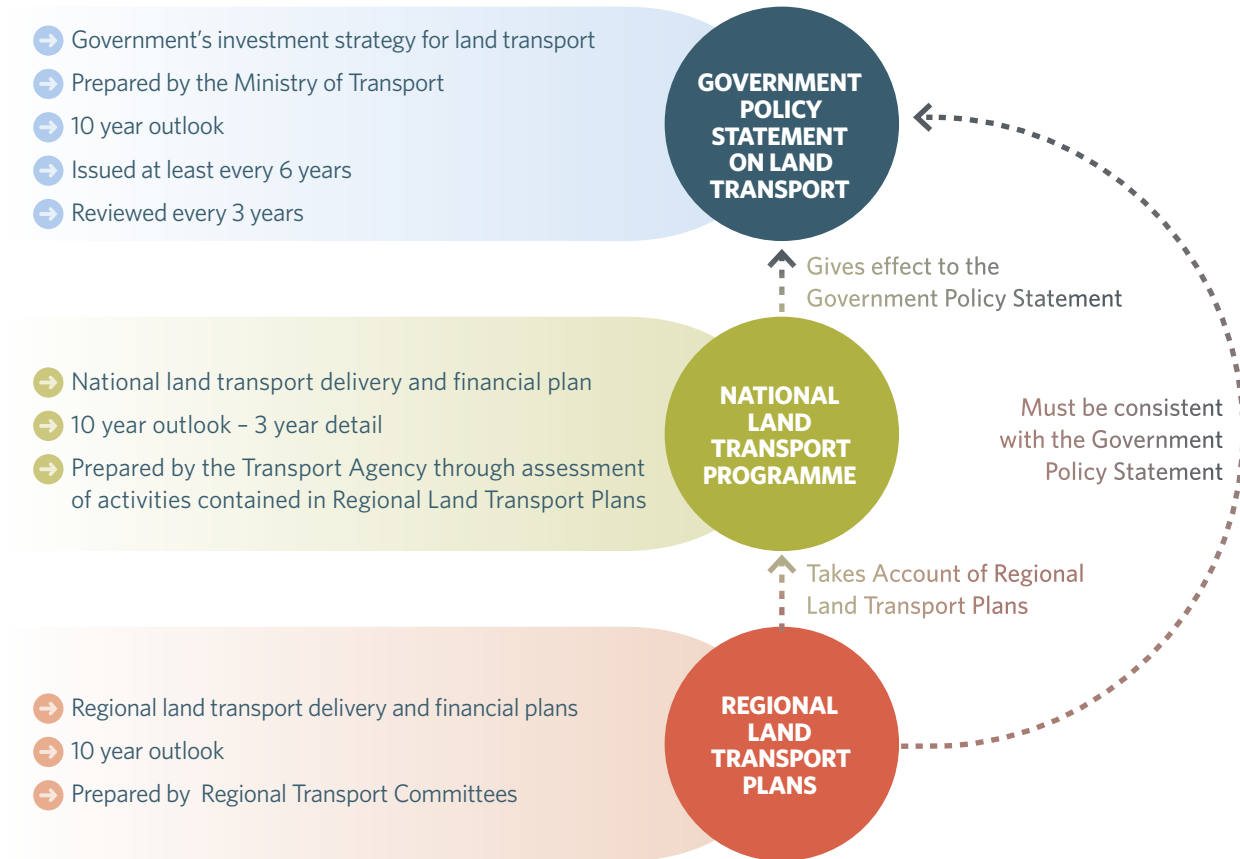 Government’s investment strategy for land transport
Prepared by the Ministry of Transport
10 year outlook
Issued at least every 6 years
Reviewed every 3 years
GOVERNMENT
POLICY
STATEMENT
ON LAND
TRANSPORT
Gives effect to the
Government Policy Statement
National land transport delivery and financial plan
10 year outlook – 3 year detail
Prepared by the Transport Agency through assessment
of activities contained in Regional Land Transport Plans
NATIONAL
LAND
TRANSPORT
PROGRAMME
Must be consistent
with the Government
Policy Statement
Takes Account of Regional
Land Transport Plans
Regional land transport delivery and financial plans
10 year outlook
Prepared by  Regional Transport Committees
REGIONAL
LAND
TRANSPORT
PLANS